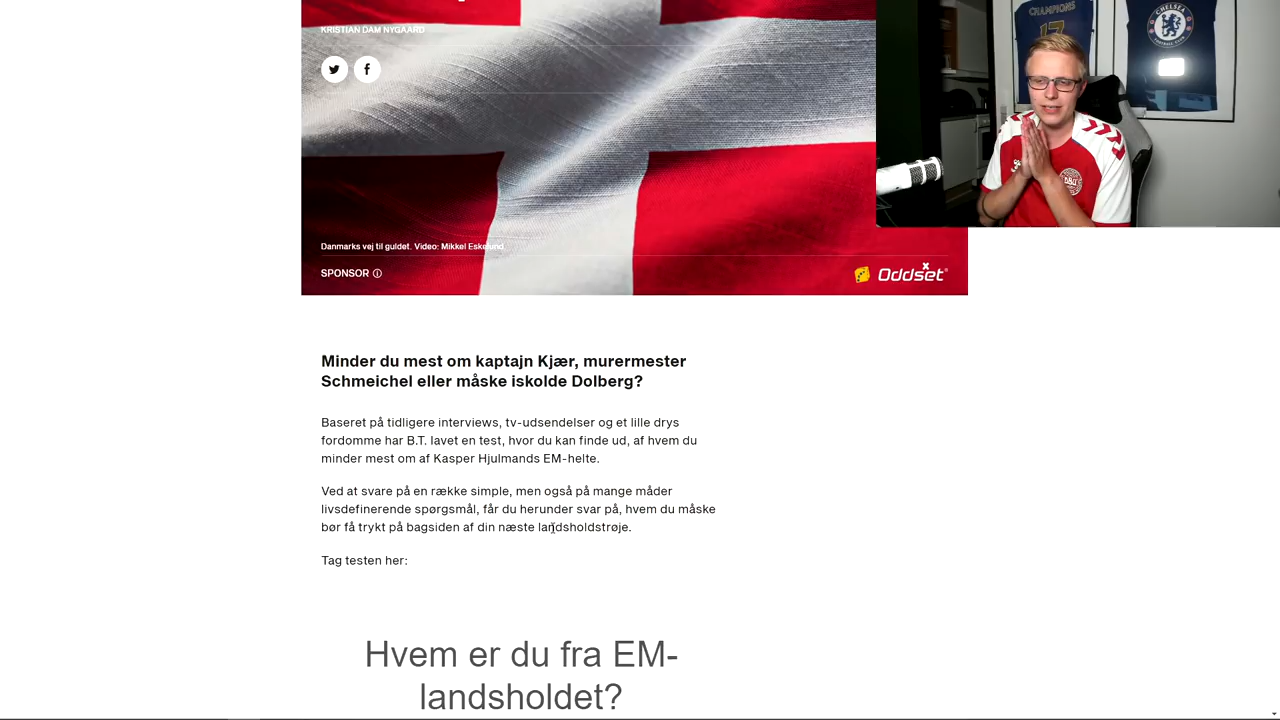 KRISTIAN DAM NYGAARD
CHAMPIONS
17
CHELSEA
FOOTBALL CLUB
Danmarks vej til guldet. Video: Mikkel Eskelund
SPONSOR
Oddset
Minder du mest om kaptajn Kjær, murermester
Schmeichel eller måske iskolde Dolberg?
Baseret på tidligere interviews, tv-udsendelser og et lille drys
fordomme har B.T. lavet en test, hvor du kan finde ud, af hvem du
minder mest om af Kasper Hjulmands EM-helte.
Ved at svare på en række simple, men også på mange måder
livsdefinerende spørgsmål, får du herunder svar på, hvem du måske
bør få trykt på bagsiden af din næste landsholdstrøje.
Tag testen her:
Hvem er du fra EM-
landsholdet?